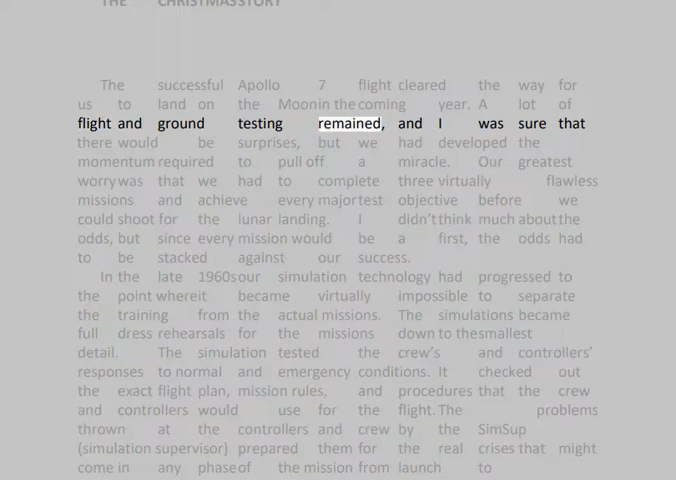 THE CHRISTMAS STORY
The successful Apollo 7 flight cleared the way for
us to land on the Moon in the coming year. A lot of
flight and ground testing remained, and I was sure that
there would be surprises, but we had developed the
momentum required to pull off a miracle. Our greatest
worry was that we had to complete three virtually flawless
missions and achieve every major test objective before we
could shoot for the lunar landing. I didn't think much about the
odds, but since every mission would be a first, the odds had
to be stacked against our success.
In the late 1960s our simulation technology had progressed to
the point where it became virtually impossible to separate
the training from the actual missions. The simulations became
full dress rehearsals for the missions down to the smallest
detail. The simulation tested the crew's and controllers'
responses to normal and emergency conditions. It checked out
the exact flight plan, mission rules, and procedures that the crew
and controllers would use for the flight. The problems
thrown at the controllers and crew by the SimSup
(simulation supervisor) prepared them for the real crises that might
come in any phase of the mission from launch to